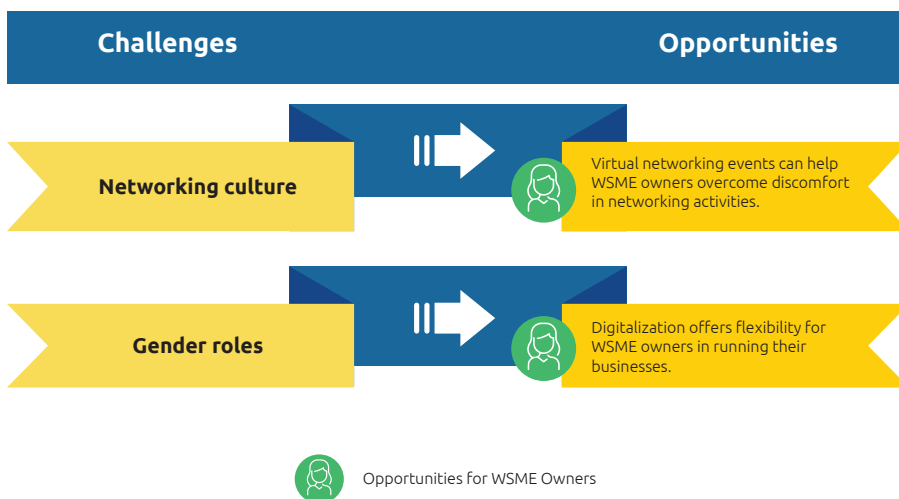 Challenges
Opportunities
Networking culture
Virtual networking events can help
WSME owners overcome discomfort
in networking activities.
Gender roles
Digitalization offers flexibility for
WSME owners in running their
businesses.
Opportunities for WSME Owners